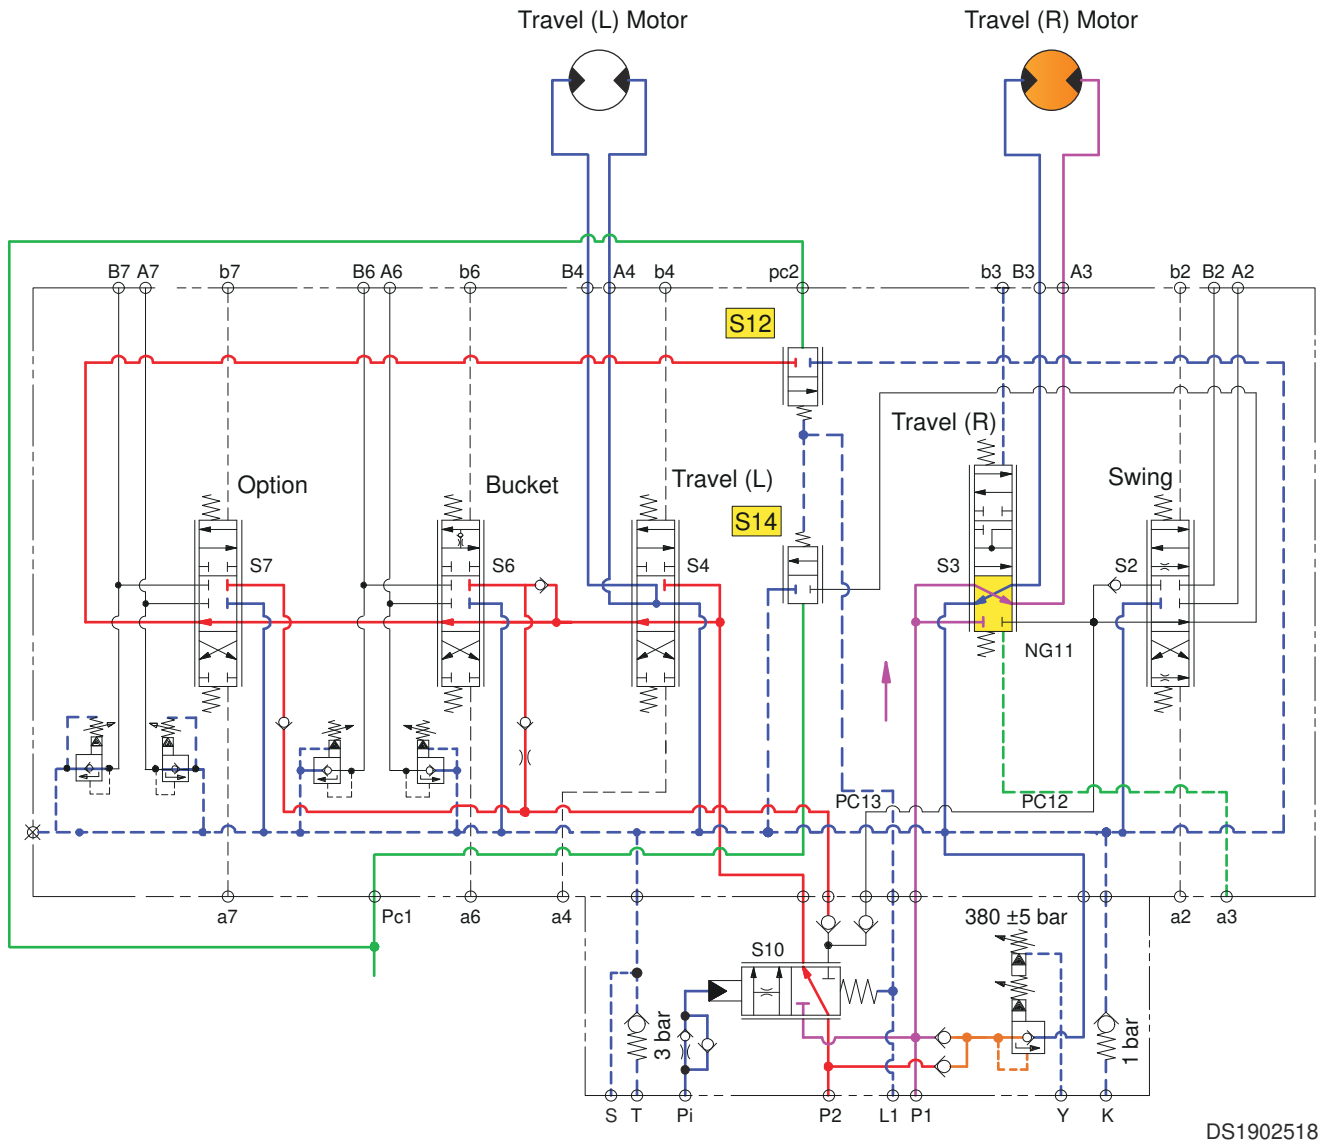 Travel (L) Motor
Travel (R) Motor
B7 A7 b7 B6 A6 b6 B4 A4 b4 pc2 b3 B3 A3 b2 B2 A2
S12
Travel (R)
Option Bucket Travel (L) Swing
S14
S7 S6 S4 S3 S2
NG11
PC13 PC12
a7 Pc1 a6 a4 380 ±5 bar a2 a3
S10
3 bar 1 bar
S T Pi P2 L1 P1 Y K
DS1902518